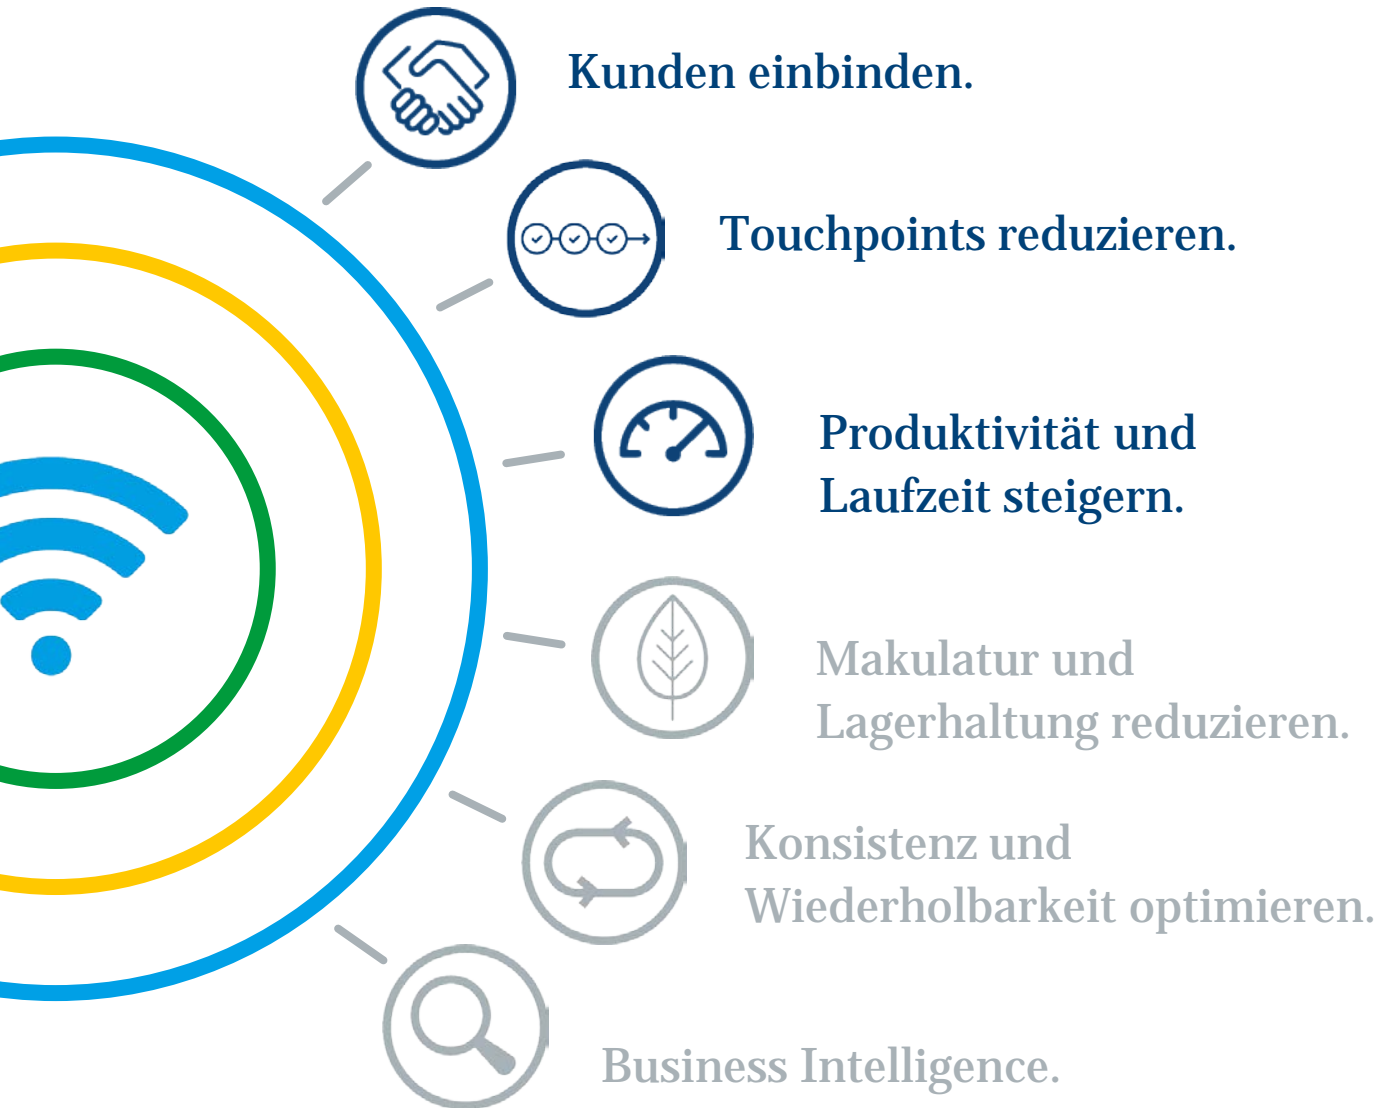 Kunden einbinden.
Touchpoints reduzieren.
Produktivität und
Laufzeit steigern.
Makulatur und
Lagerhaltung reduzieren.
Konsistenz und
Wiederholbarkeit optimieren.
Business Intelligence.